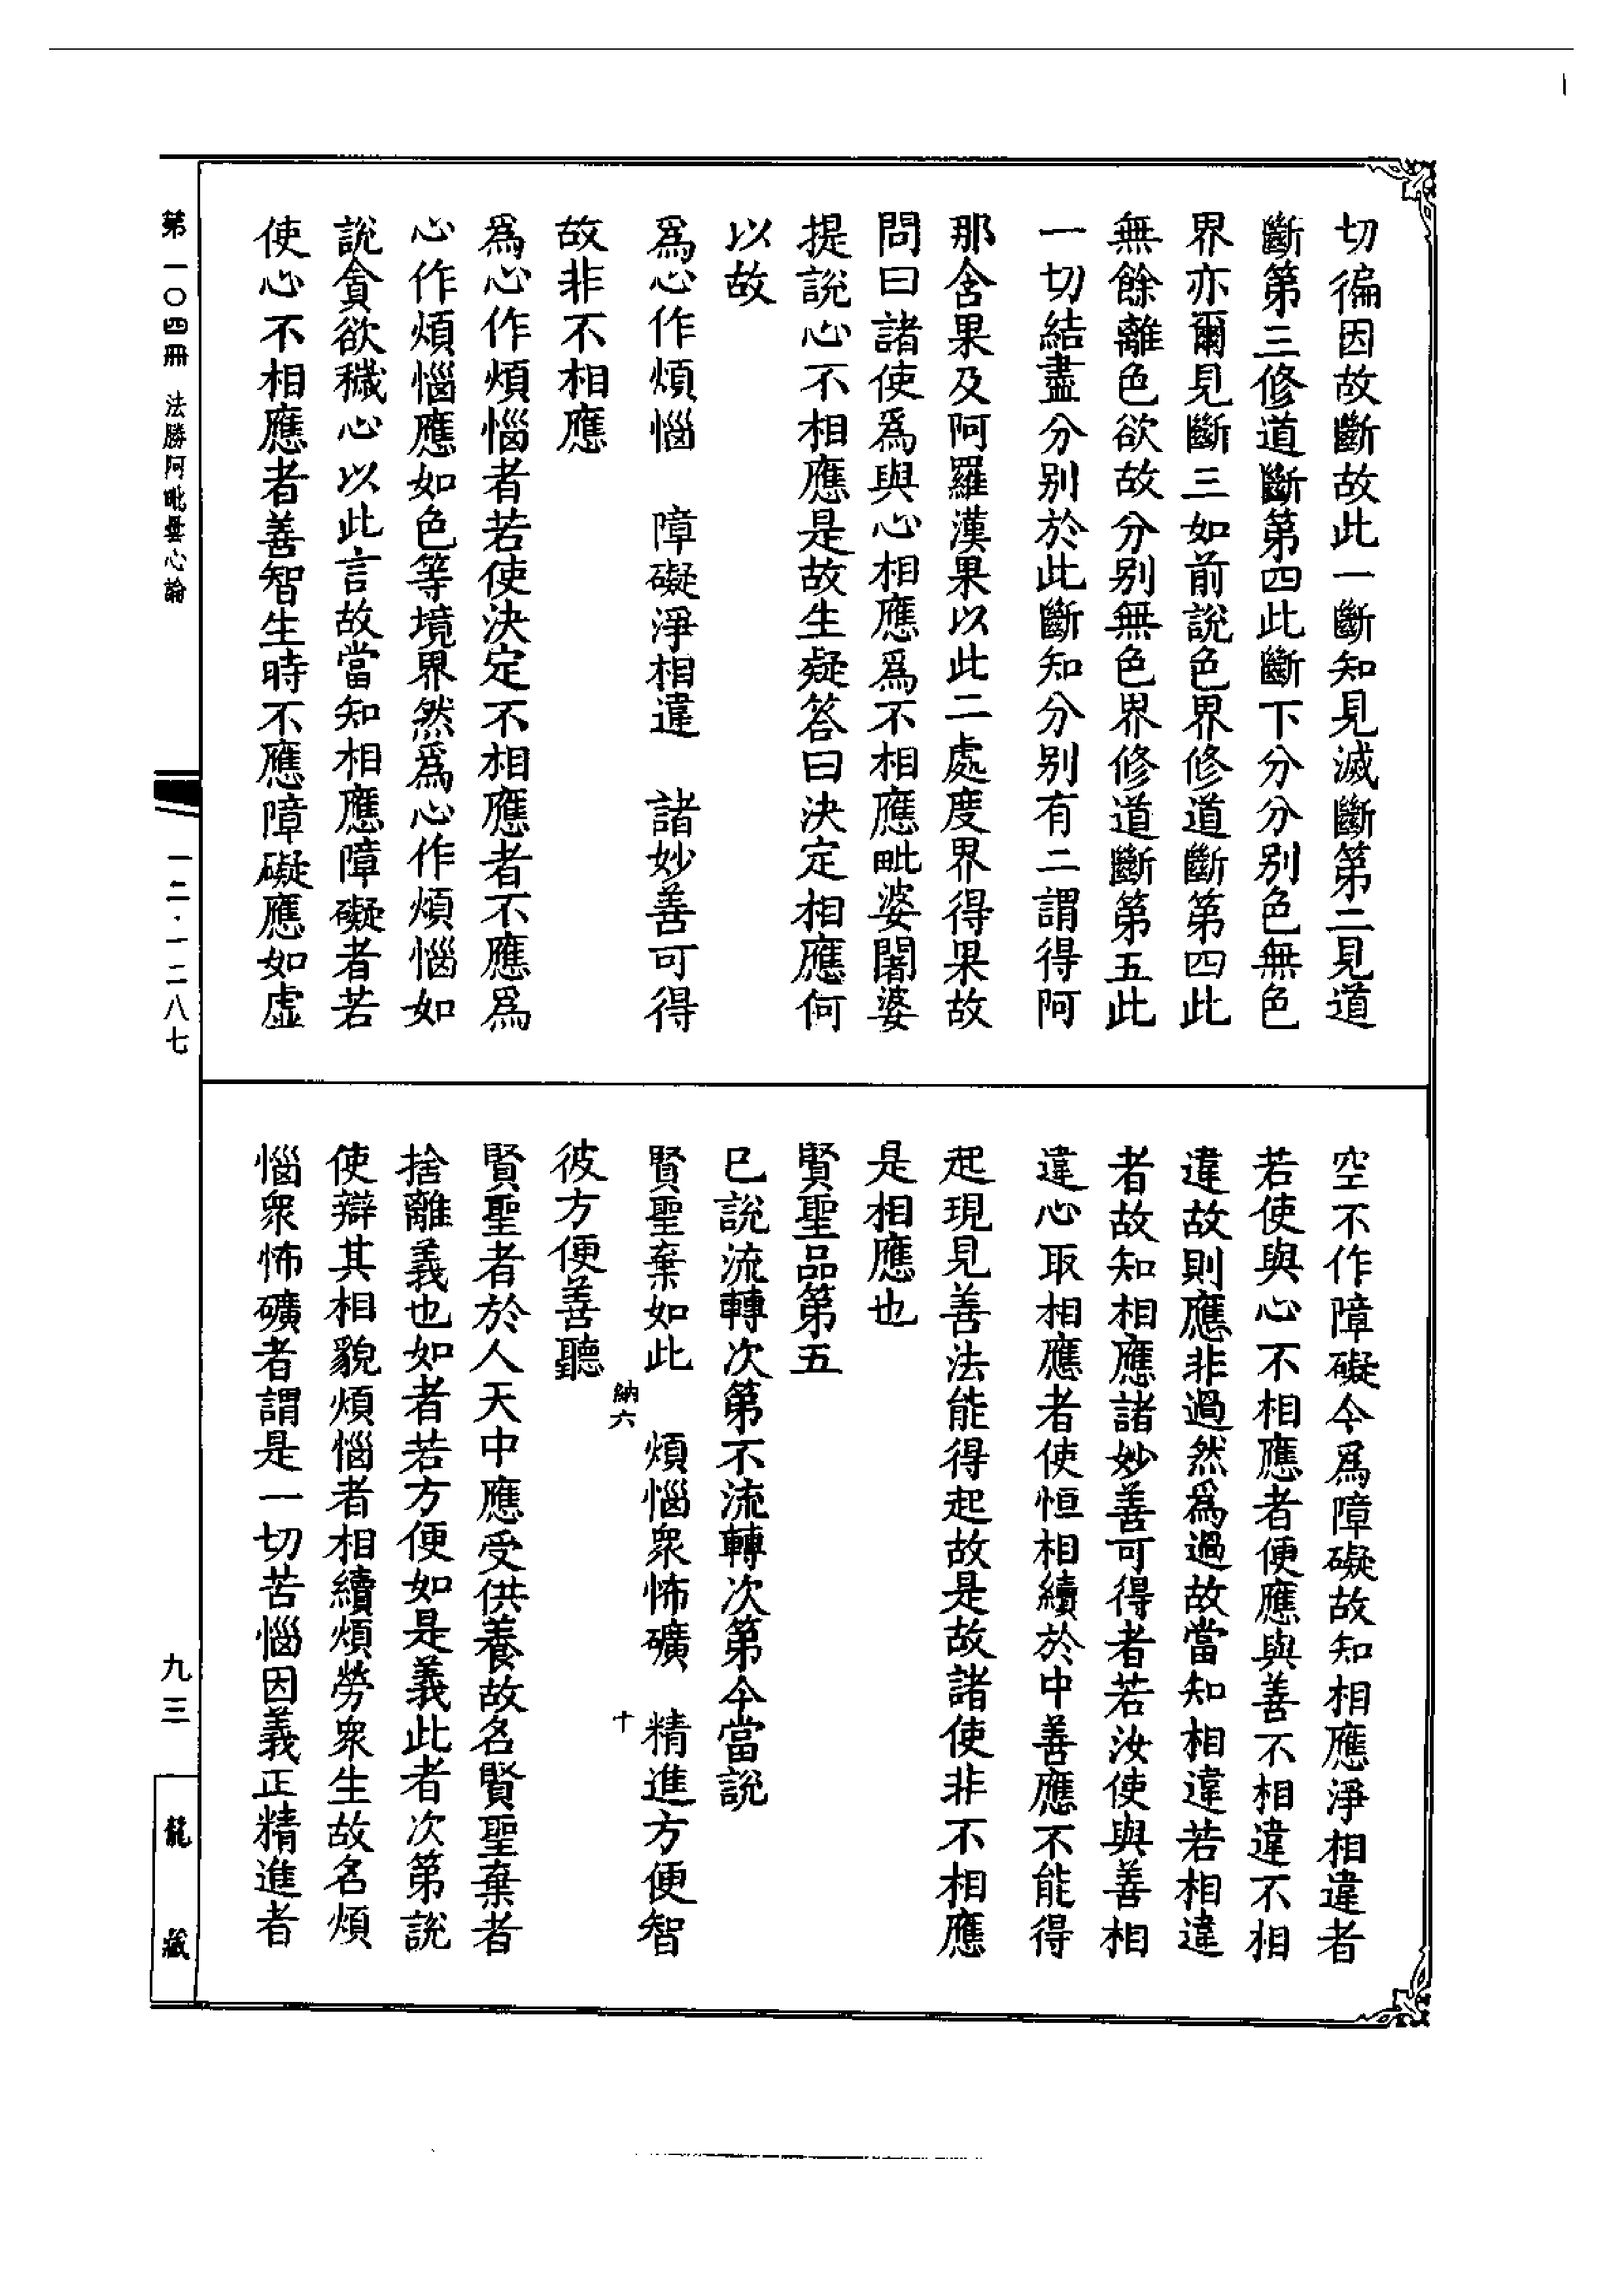 切徧因故斷故此一斷知見滅斷第二見道
斷第三修道斷第四此斷下分分别色無色
界亦爾見斷三如前說色界修道斷第四此
無餘離色欲故分别無色界修道斷第五此
一切結盡分别於此斷知分别有二謂得阿
那含果及阿羅漢果以此二處度界得果故
問曰諸使爲與心相應爲不相應毗婆闍婆
提說心不相應是故生疑答曰決定相應何
以故
爲心作煩惱　障礙淨相違　諸妙善可得
故非不相應
爲心作煩惱者若使決定不相應者不應爲
心作煩惱應如色等境界然爲心作煩惱如
說貪欲穢心以此言故當知相應障礙者若
使心不相應者善智生時不應障礙應如虛
空不作障礙今爲障礙故知相應淨相違者
若使與心不相應者便應與善不相違不相
違故則應非過然爲過故當知相違若相違
者故知相應諸妙善可得者若汝使與善相
違心取相應者使恒相續於中善應不能得
起現見善法能得起故是故諸使非不相應
是相應也
賢聖品第五
已說流轉次第不流轉次第今當說
賢聖棄如此　煩惱衆怖礦　精進方便智
納六
十
彼方便善聽
賢聖者於人天中應受供養故名賢聖棄者
捨離義也如者若方便如是義此者次第說
使辯其相貌煩惱者相續煩勞衆生故名煩
惱衆怖礦者謂是一切苦惱因義正精進者
第一〇四冊　法勝阿毗曇心論
一二·一二八七
九三
龍藏